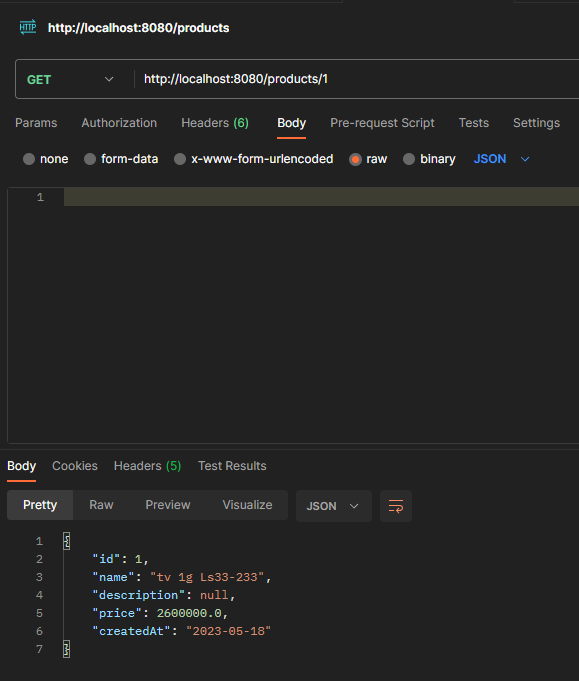 HTTP http://localhost:8080/products
GET http://localhost:8080/products/1
Params Authorization Headers (6) Body Pre-request Script Tests Settings
none form-data x-www-form-urlencoded raw binary JSON
1
Body Cookies Headers (5) Test Results
Pretty Raw Preview Visualize JSON
1 {
2 "id": 1,
3 "name": "tv 1g Ls33-233",
4 "description": null,
5 "price": 2600000.0,
6 "createdAt": "2023-05-18"
7 }